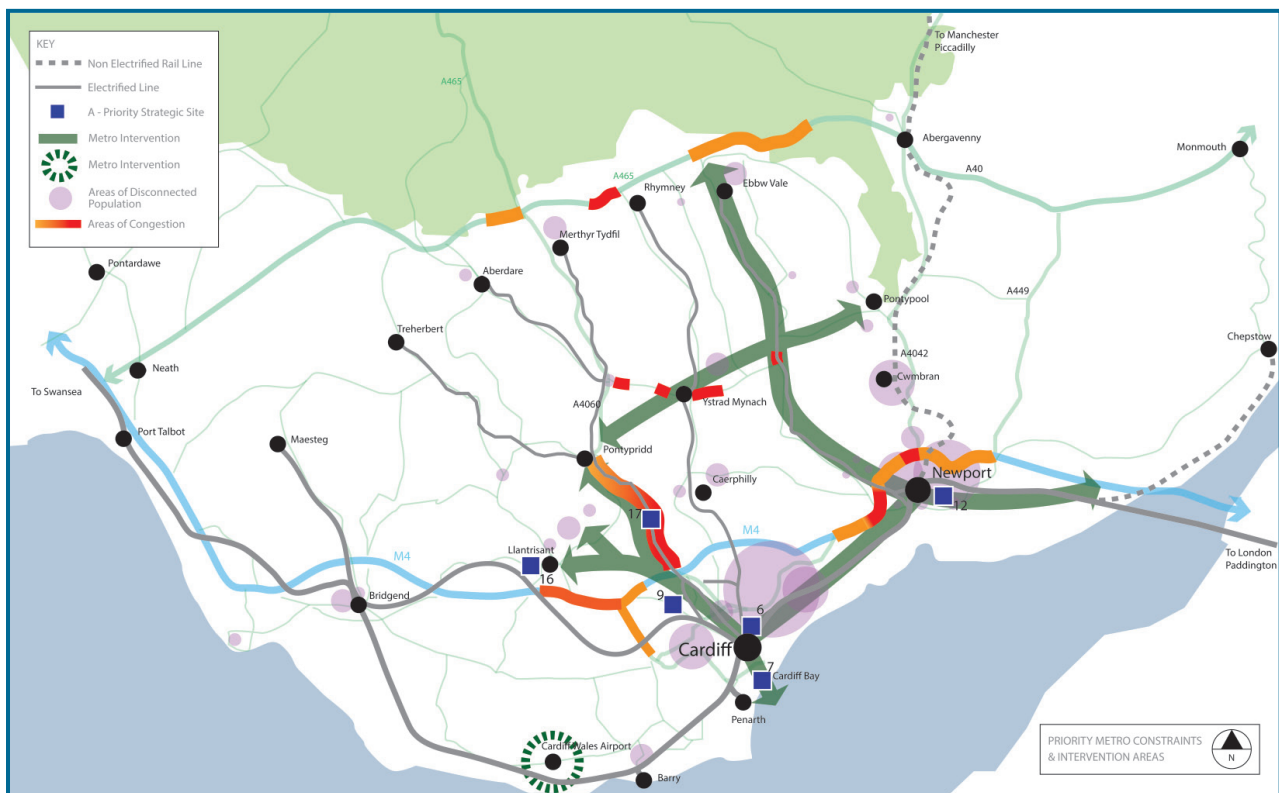 KEY
Non Electrified Rail Line
Electrified Line
A - Priority Strategic Site
Metro Intervention
Metro Intervention
Areas of Disconnected
Population
Areas of Congestion
To Manchester
Piccadilly
A465
Abergavenny
Monmouth
A40
A465
Rhymney
Ebbw Vale
Merthyr Tydfil
Pontardawe
Aberdare
A449
Pontypool
Treherbert
Chepstow
A4042
Neath
Cwmbran
To Swansea
A4060
Ystrad Mynach
Port Talbot
Maesteg
Pontypridd
Newport
Caerphilly
12
17
M4
M4
Llantrisant
16
To London
Paddington
Bridgend
9
6
Cardiff
7
Cardiff Bay
Penarth
Cardiff Wales Airport
Barry
PRIORITY METRO CONSTRAINTS
& INTERVENTION AREAS
N